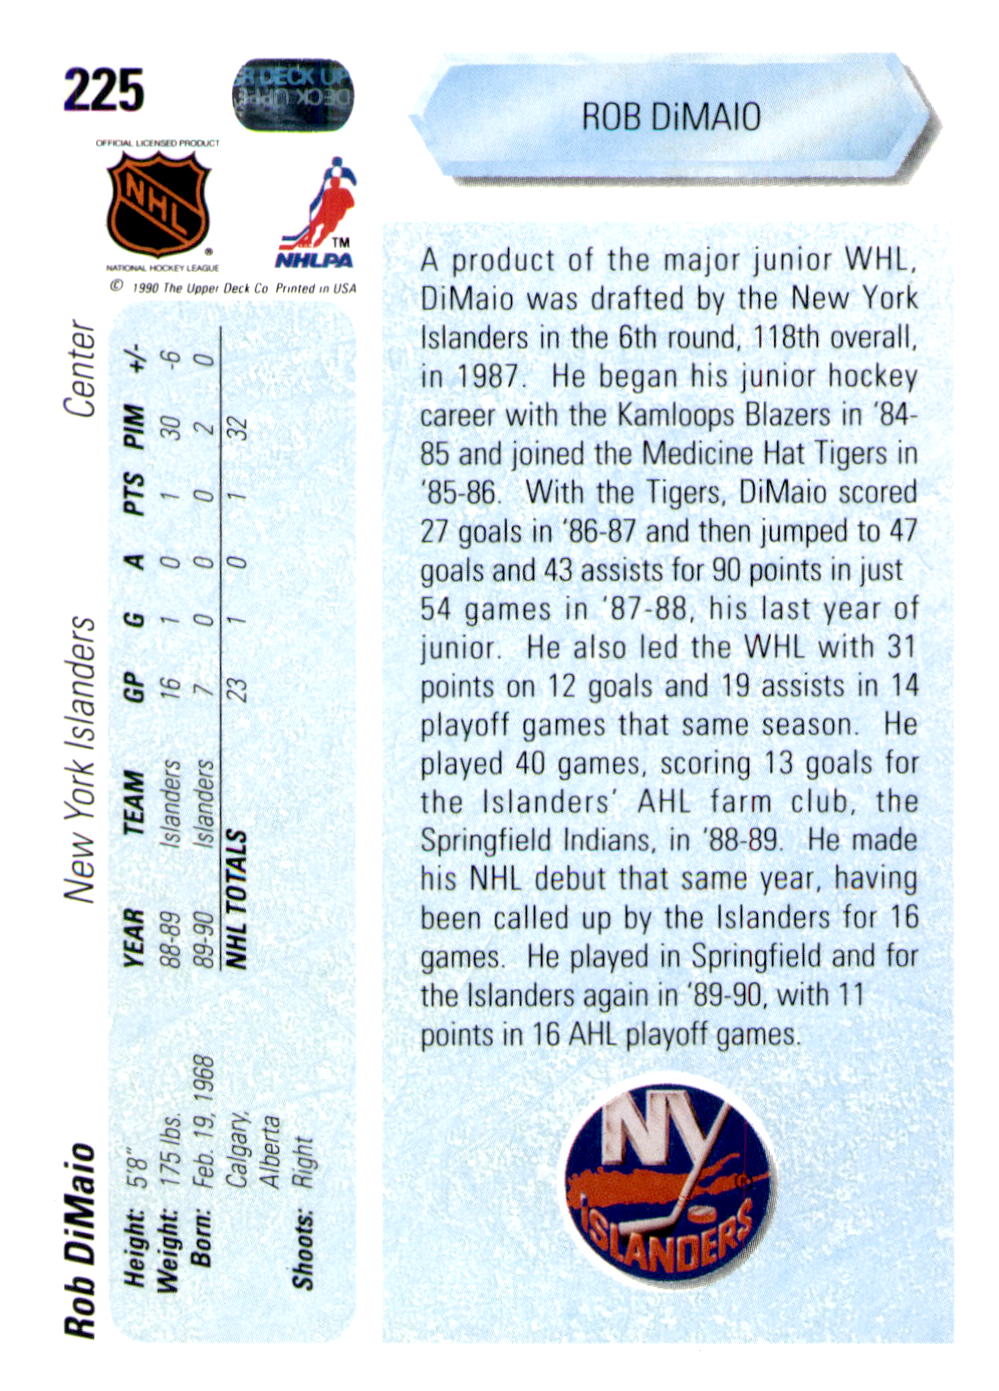 225
R DECK UP
OFFICIAL LICENSED PRODUCT
NHL
®
NATIONAL HOCKEY LEAGUE
TM
NHLPA
© 1990 The Upper Deck Co Printed in USA
ROB DiMAIO
A product of the major junior WHL,
DiMaio was drafted by the New York
Islanders in the 6th round, 118th overall,
in 1987. He began his junior hockey
career with the Kamloops Blazers in '84-
85 and joined the Medicine Hat Tigers in
'85-86. With the Tigers, DiMaio scored
27 goals in '86-87 and then jumped to 47
goals and 43 assists for 90 points in just
54 games in '87-88, his last year of
junior. He also led the WHL with 31
points on 12 goals and 19 assists in 14
playoff games that same season. He
played 40 games, scoring 13 goals for
the Islanders' AHL farm club, the
Springfield Indians, in '88-89. He made
his NHL debut that same year, having
been called up by the Islanders for 16
games. He played in Springfield and for
the Islanders again in '89-90, with 11
points in 16 AHL playoff games.
NY
ISLANDERS
Rob DiMaio New York Islanders Center
Height: 5'8" YEAR TEAM GP G A PTS PIM +/-
Weight: 175 lbs. 88-89 Islanders 16 1 0 1 30 -6
Born: Feb. 19, 1968 89-90 Islanders 7 0 0 0 2 0
Calgary, NHL TOTALS 23 1 0 1 32
Alberta
Shoots: Right